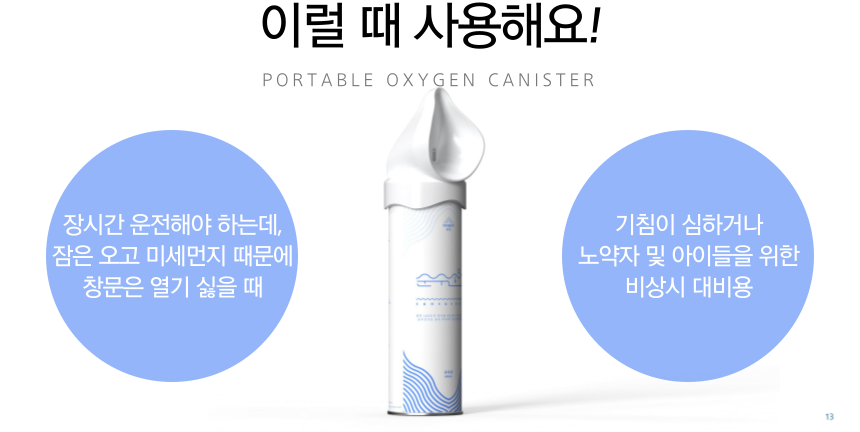 이럴 때 사용해요!
PORTABLE OXYGEN CANISTER
장시간 운전해야 하는데,
잠은 오고 미세먼지 때문에
창문은 열기 싫을 때
기침이 심하거나
노약자 및 아이들을 위한
비상시 대비용
13